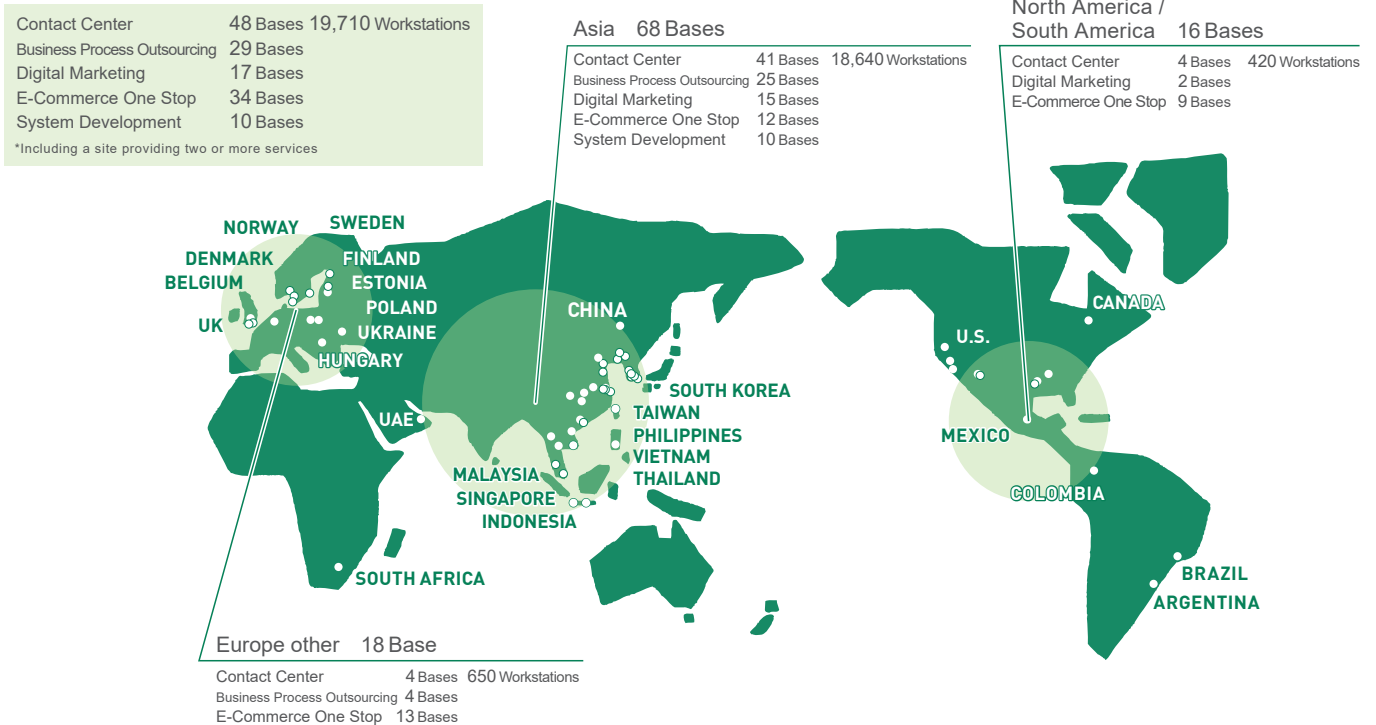 Contact Center 48 Bases 19,710 Workstations
Business Process Outsourcing 29 Bases
Digital Marketing 17 Bases
E-Commerce One Stop 34 Bases
System Development 10 Bases
*Including a site providing two or more services
Asia 68 Bases
Contact Center 41 Bases 18,640 Workstations
Business Process Outsourcing 25 Bases
Digital Marketing 15 Bases
E-Commerce One Stop 12 Bases
System Development 10 Bases
North America /
South America 16 Bases
Contact Center 4 Bases 420 Workstations
Digital Marketing 2 Bases
E-Commerce One Stop 9 Bases
NORWAY
SWEDEN
DENMARK
FINLAND
BELGIUM
ESTONIA
POLAND
UK
UKRAINE
HUNGARY
CHINA
UAE
SOUTH KOREA
TAIWAN
PHILIPPINES
VIETNAM
THAILAND
MALAYSIA
SINGAPORE
INDONESIA
SOUTH AFRICA
CANADA
U.S.
MEXICO
COLOMBIA
BRAZIL
ARGENTINA
Europe other 18 Base
Contact Center 4 Bases 650 Workstations
Business Process Outsourcing 4 Bases
E-Commerce One Stop 13 Bases